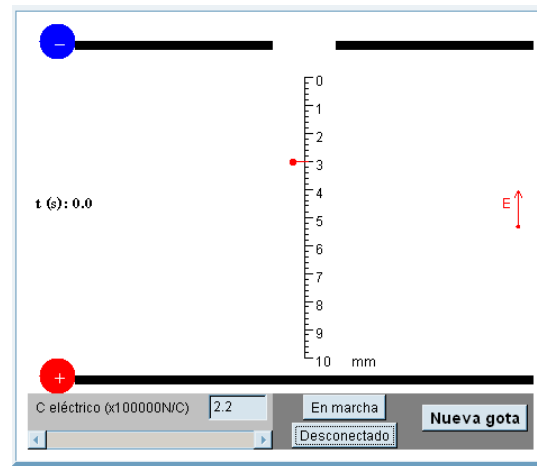 −
0
1
2
3
t (s): 0.0
4
E
5
6
7
8
9
10 mm
+
C eléctrico (x100000N/C) 2.2
En marcha
Nueva gota
Desconectado